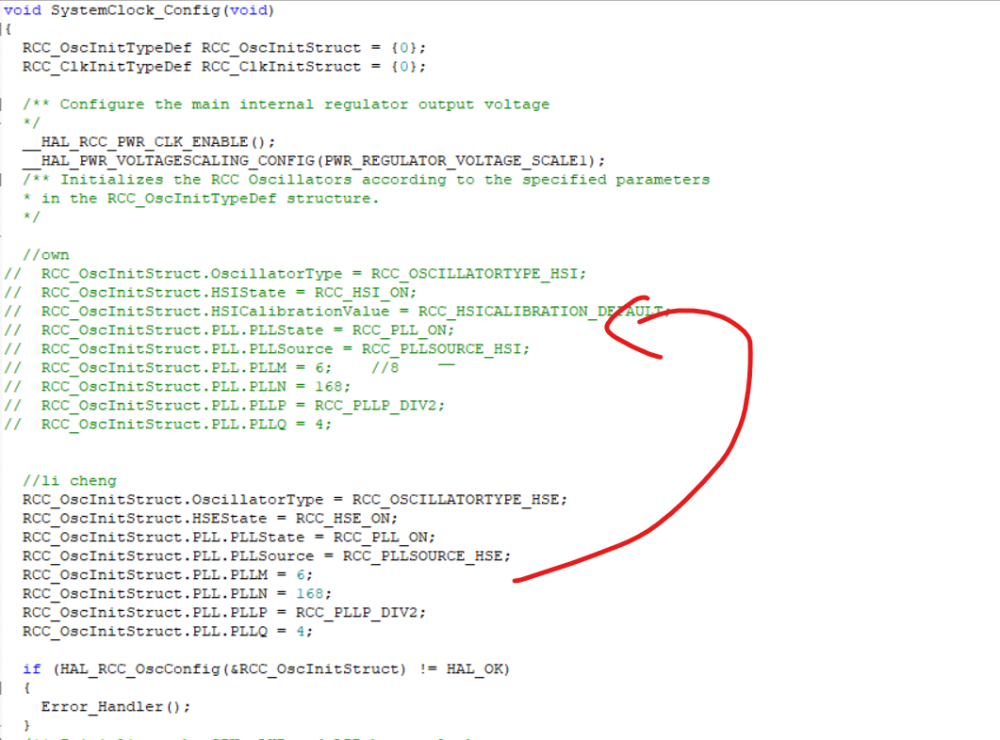 void SystemClock_Config(void)
{
  RCC_OscInitTypeDef RCC_OscInitStruct = {0};
  RCC_ClkInitTypeDef RCC_ClkInitStruct = {0};

  /** Configure the main internal regulator output voltage
  */
  __HAL_RCC_PWR_CLK_ENABLE();
  __HAL_PWR_VOLTAGESCALING_CONFIG(PWR_REGULATOR_VOLTAGE_SCALE1);
  /** Initializes the RCC Oscillators according to the specified parameters
  * in the RCC_OscInitTypeDef structure.
  */

  //own
//  RCC_OscInitStruct.OscillatorType = RCC_OSCILLATORTYPE_HSI;
//  RCC_OscInitStruct.HSIState = RCC_HSI_ON;
//  RCC_OscInitStruct.HSICalibrationValue = RCC_HSICALIBRATION_DEFAULT;
//  RCC_OscInitStruct.PLL.PLLState = RCC_PLL_ON;
//  RCC_OscInitStruct.PLL.PLLSource = RCC_PLLSOURCE_HSI;
//  RCC_OscInitStruct.PLL.PLLM = 6;    //8
//  RCC_OscInitStruct.PLL.PLLN = 168;
//  RCC_OscInitStruct.PLL.PLLP = RCC_PLLP_DIV2;
//  RCC_OscInitStruct.PLL.PLLQ = 4;

  //li cheng
  RCC_OscInitStruct.OscillatorType = RCC_OSCILLATORTYPE_HSE;
  RCC_OscInitStruct.HSEState = RCC_HSE_ON;
  RCC_OscInitStruct.PLL.PLLState = RCC_PLL_ON;
  RCC_OscInitStruct.PLL.PLLSource = RCC_PLLSOURCE_HSE;
  RCC_OscInitStruct.PLL.PLLM = 6;
  RCC_OscInitStruct.PLL.PLLN = 168;
  RCC_OscInitStruct.PLL.PLLP = RCC_PLLP_DIV2;
  RCC_OscInitStruct.PLL.PLLQ = 4;

  if (HAL_RCC_OscConfig(&RCC_OscInitStruct) != HAL_OK)
  {
    Error_Handler();
  }